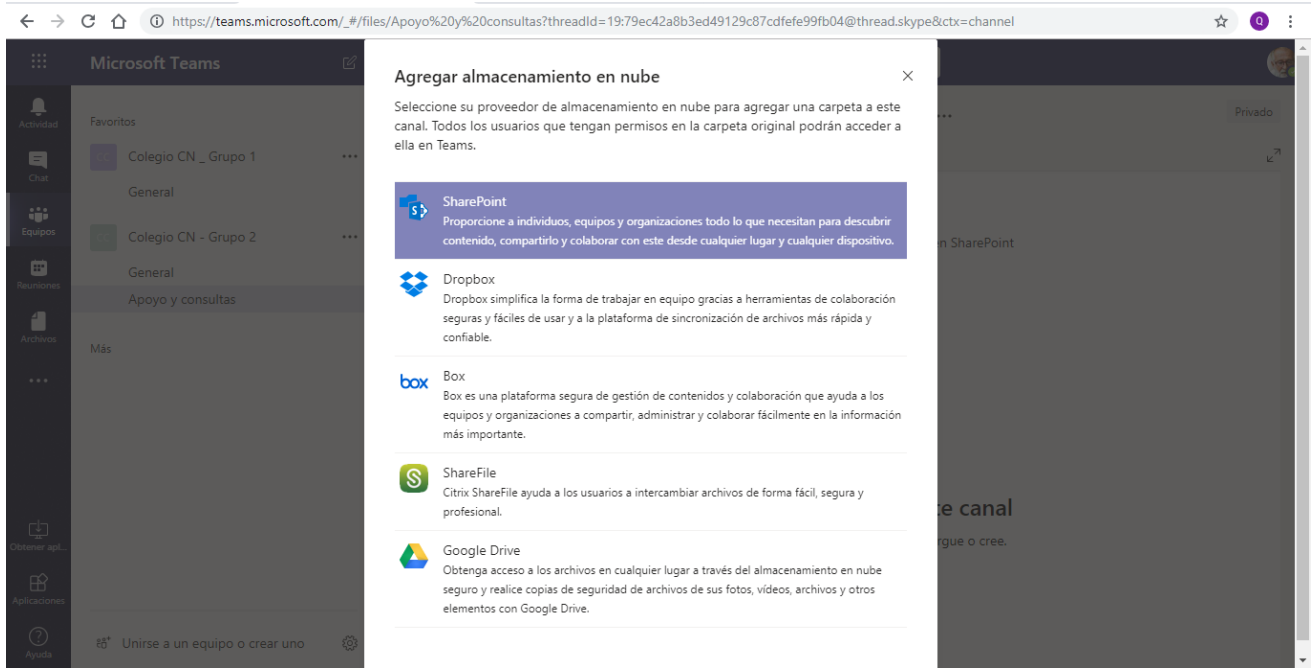 https://teams.microsoft.com/_#/files/Apoyo%20y%20consultas?threadId=19:79ec42a8b3ed49129c87cdfefe99fb04@thread.skype&ctx=channel
Q
Microsoft Teams
Actividad
Chat
Equipos
Reuniones
Archivos
Obtener apl...
Aplicaciones
Ayuda
Favoritos
CC Colegio CN _ Grupo 1
General
CC Colegio CN - Grupo 2
General
Apoyo y consultas
Más
Unirse a un equipo o crear uno
Agregar almacenamiento en nube
Seleccione su proveedor de almacenamiento en nube para agregar una carpeta a este
canal. Todos los usuarios que tengan permisos en la carpeta original podrán acceder a
ella en Teams.
SharePoint
Proporcione a individuos, equipos y organizaciones todo lo que necesitan para descubrir
contenido, compartirlo y colaborar con este desde cualquier lugar y cualquier dispositivo.
Dropbox
Dropbox simplifica la forma de trabajar en equipo gracias a herramientas de colaboración
seguras y fáciles de usar y a la plataforma de sincronización de archivos más rápida y
confiable.
box
Box
Box es una plataforma segura de gestión de contenidos y colaboración que ayuda a los
equipos y organizaciones a compartir, administrar y colaborar fácilmente en la información
más importante.
ShareFile
Citrix ShareFile ayuda a los usuarios a intercambiar archivos de forma fácil, segura y
profesional.
Google Drive
Obtenga acceso a los archivos en cualquier lugar a través del almacenamiento en nube
seguro y realice copias de seguridad de archivos de sus fotos, vídeos, archivos y otros
elementos con Google Drive.
Privado
n SharePoint
te canal
rgue o cree.